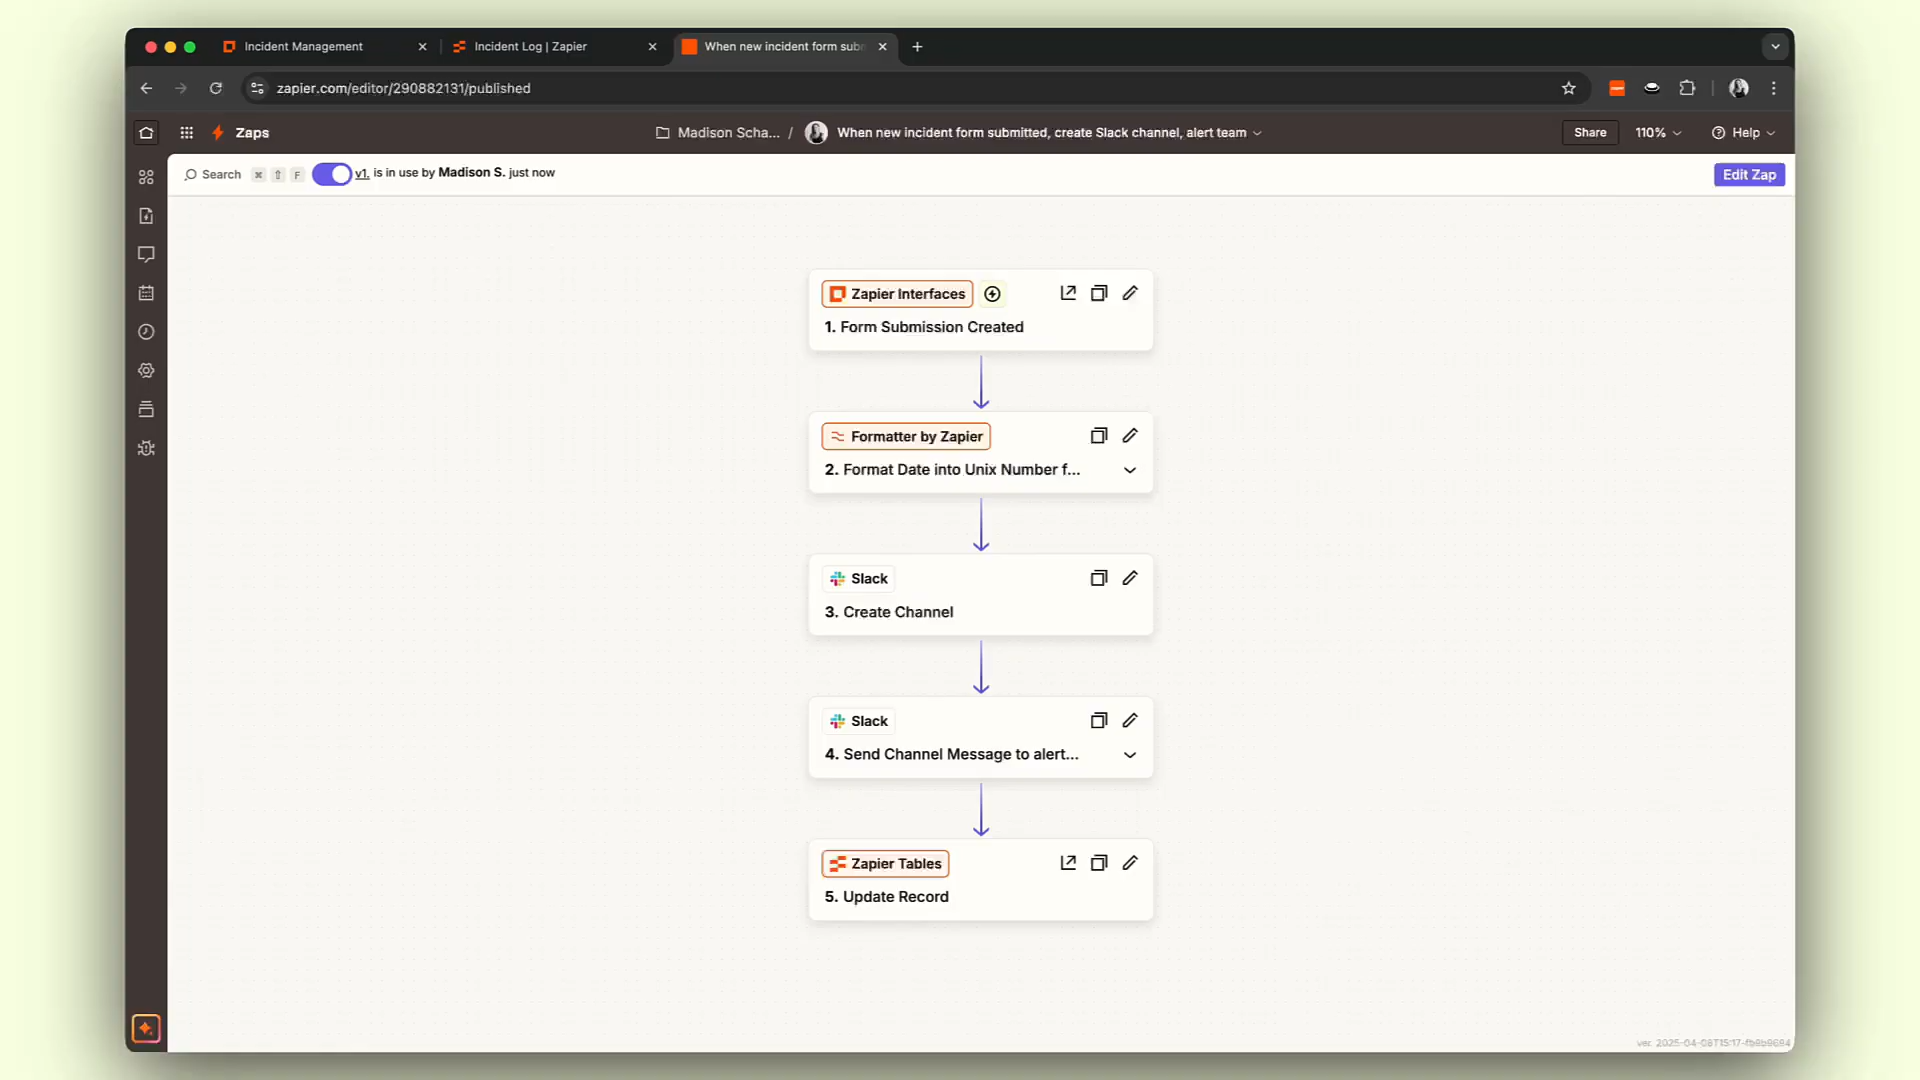 Incident Management
Incident Log | Zapier
When new incident form sub
zapier.com/editor/290882131/published
Zaps
Madison Scha... / When new incident form submitted, create Slack channel, alert team
Share
110%
Help
Search ⌘ ⇧ F
v1. is in use by Madison S. just now
Edit Zap
Zapier Interfaces
1. Form Submission Created
Formatter by Zapier
2. Format Date into Unix Number f...
Slack
3. Create Channel
Slack
4. Send Channel Message to alert...
Zapier Tables
5. Update Record